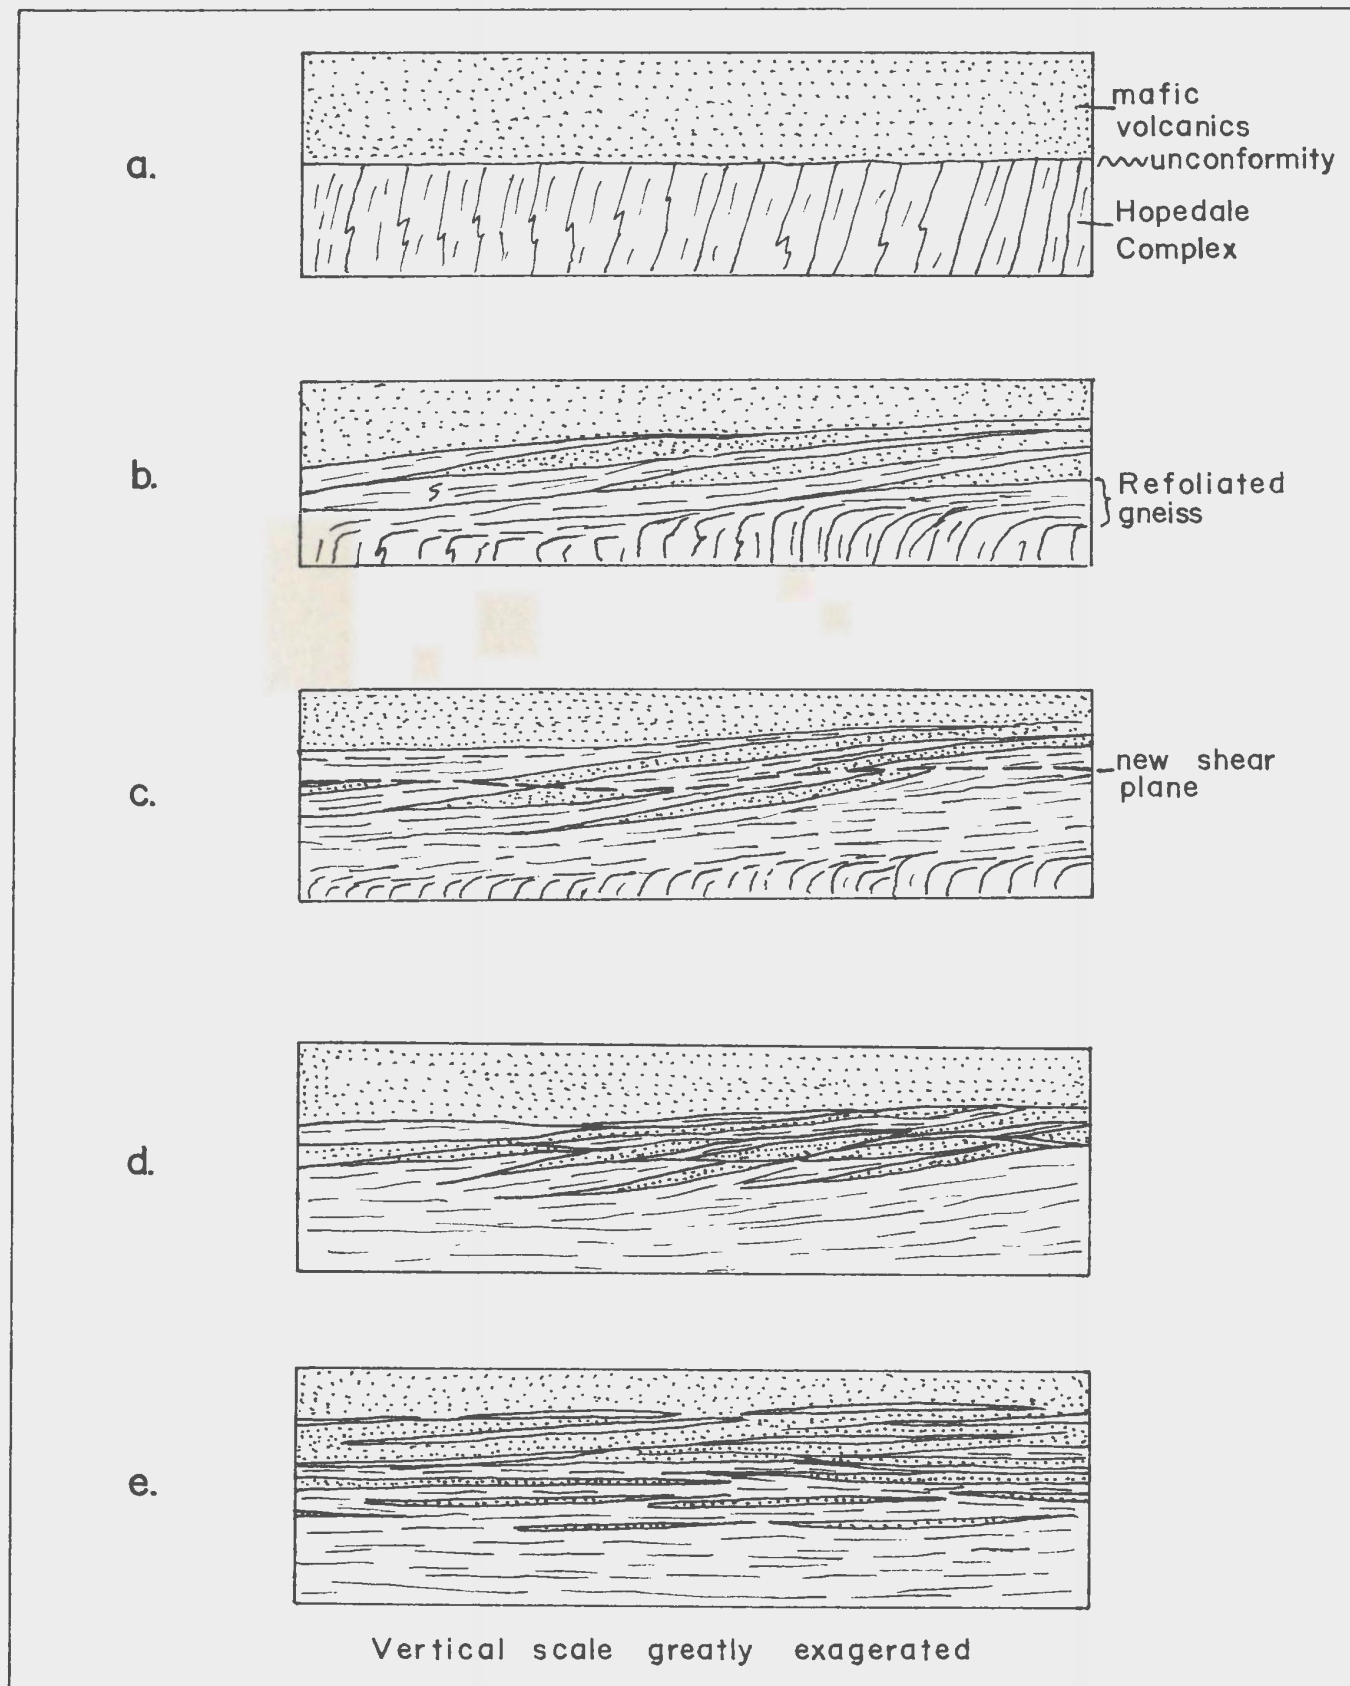 a.
mafic
volcanics
unconformity
Hopedale
Complex
b.
Refoliated
gneiss
c.
new shear
plane
d.
e.
Vertical scale greatly exagerated